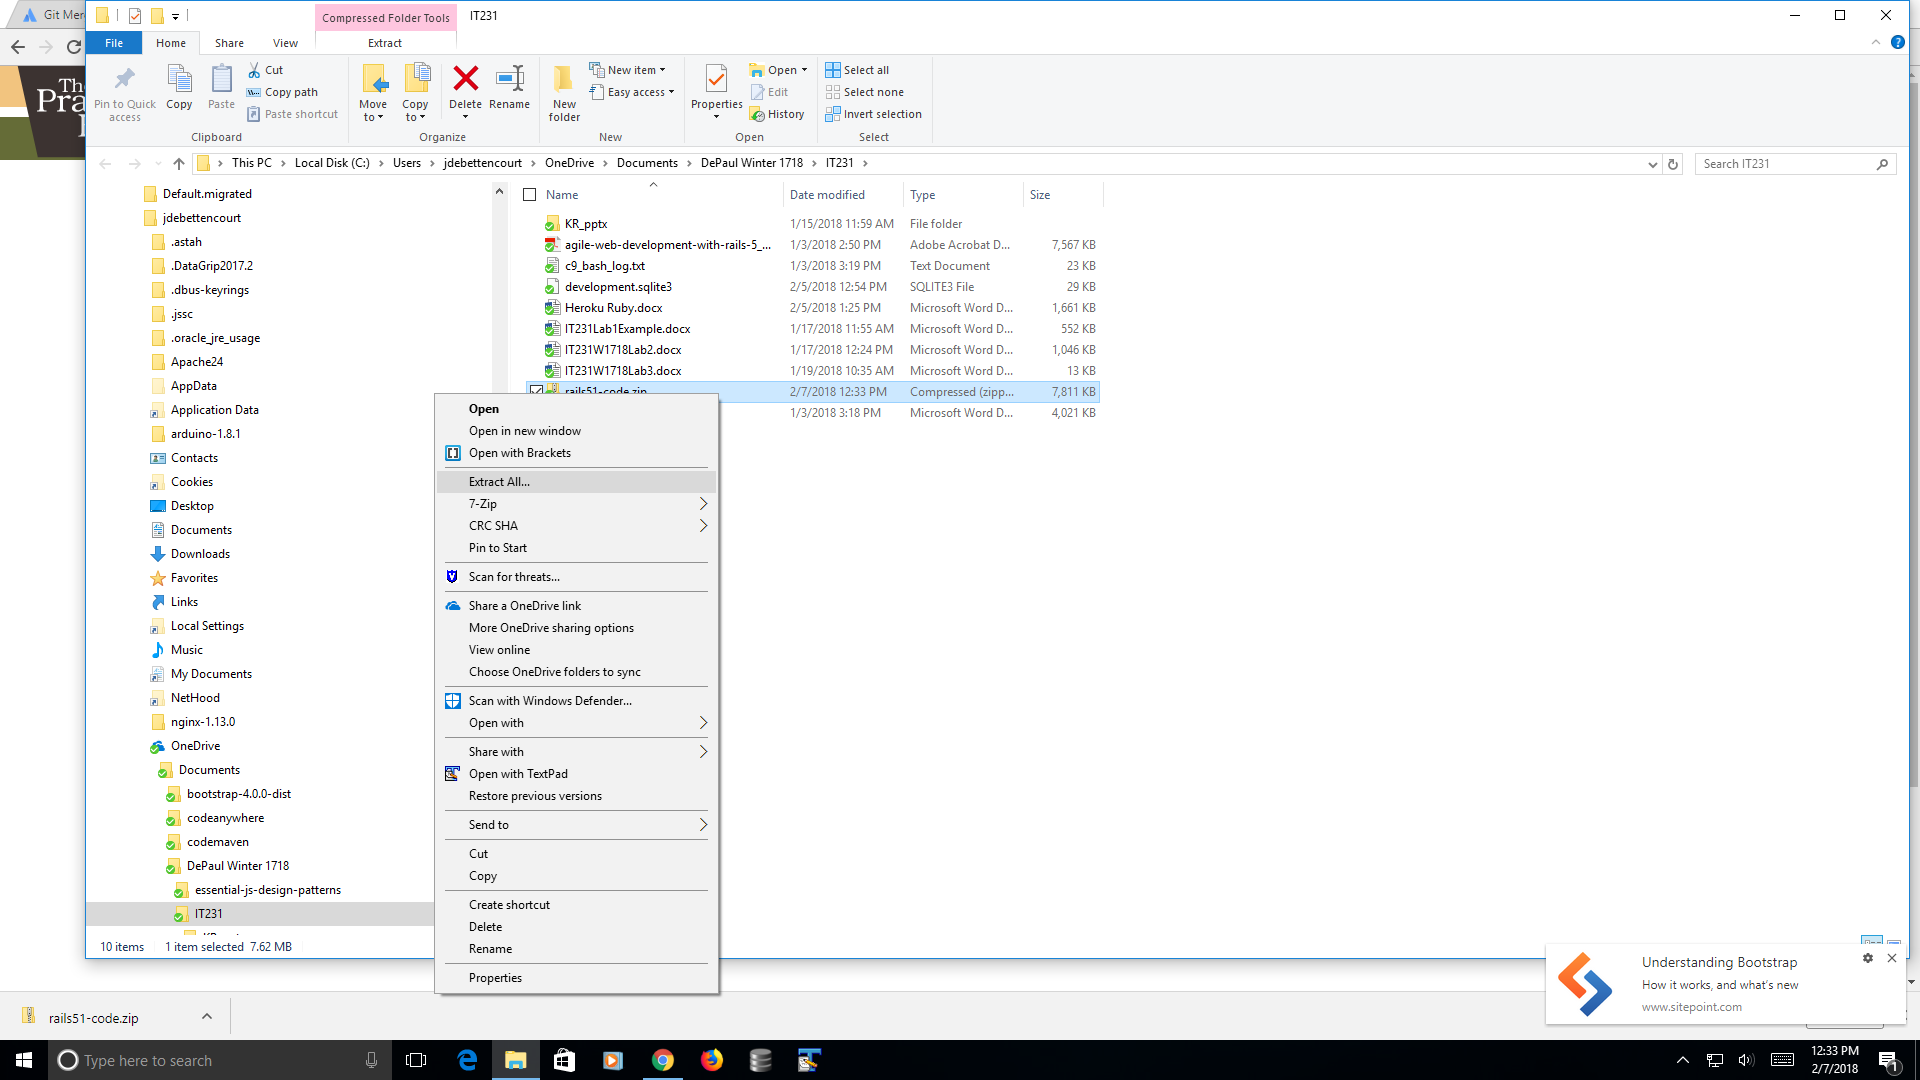 Git Mer
Compressed Folder Tools
IT231
File
Home
Share
View
Extract
Pin to Quick access
Copy
Paste
Cut
Copy path
Paste shortcut
Clipboard
Move to
Copy to
Delete
Rename
Organize
New folder
New item
Easy access
New
Properties
Open
Edit
History
Open
Select all
Select none
Invert selection
Select
This PC > Local Disk (C:) > Users > jdebettencourt > OneDrive > Documents > DePaul Winter 1718 > IT231 >
Search IT231
Name Date modified Type Size
KR_pptx 1/15/2018 11:59 AM File folder
agile-web-development-with-rails-5_... 1/3/2018 2:50 PM Adobe Acrobat D... 7,567 KB
c9_bash_log.txt 1/3/2018 3:19 PM Text Document 23 KB
development.sqlite3 2/5/2018 12:54 PM SQLITE3 File 29 KB
Heroku Ruby.docx 2/5/2018 1:25 PM Microsoft Word D... 1,661 KB
IT231Lab1Example.docx 1/17/2018 11:55 AM Microsoft Word D... 552 KB
IT231W1718Lab2.docx 1/17/2018 12:24 PM Microsoft Word D... 1,046 KB
IT231W1718Lab3.docx 1/19/2018 10:35 AM Microsoft Word D... 13 KB
rails51-code.zip 2/7/2018 12:33 PM Compressed (zipp... 7,811 KB
1/3/2018 3:18 PM Microsoft Word D... 4,021 KB
Default.migrated
jdebettencourt
.astah
.DataGrip2017.2
.dbus-keyrings
.jssc
.oracle_jre_usage
Apache24
AppData
Application Data
arduino-1.8.1
Contacts
Cookies
Desktop
Documents
Downloads
Favorites
Links
Local Settings
Music
My Documents
NetHood
nginx-1.13.0
OneDrive
Documents
bootstrap-4.0.0-dist
codeanywhere
codemaven
DePaul Winter 1718
essential-js-design-patterns
IT231
10 items 1 item selected 7.62 MB
Open
Open in new window
Open with Brackets
Extract All...
7-Zip
CRC SHA
Pin to Start
Scan for threats...
Share a OneDrive link
More OneDrive sharing options
View online
Choose OneDrive folders to sync
Scan with Windows Defender...
Open with
Share with
Open with TextPad
Restore previous versions
Send to
Cut
Copy
Create shortcut
Delete
Rename
Properties
Understanding Bootstrap
How it works, and what's new
www.sitepoint.com
rails51-code.zip
Type here to search
12:33 PM
2/7/2018
1